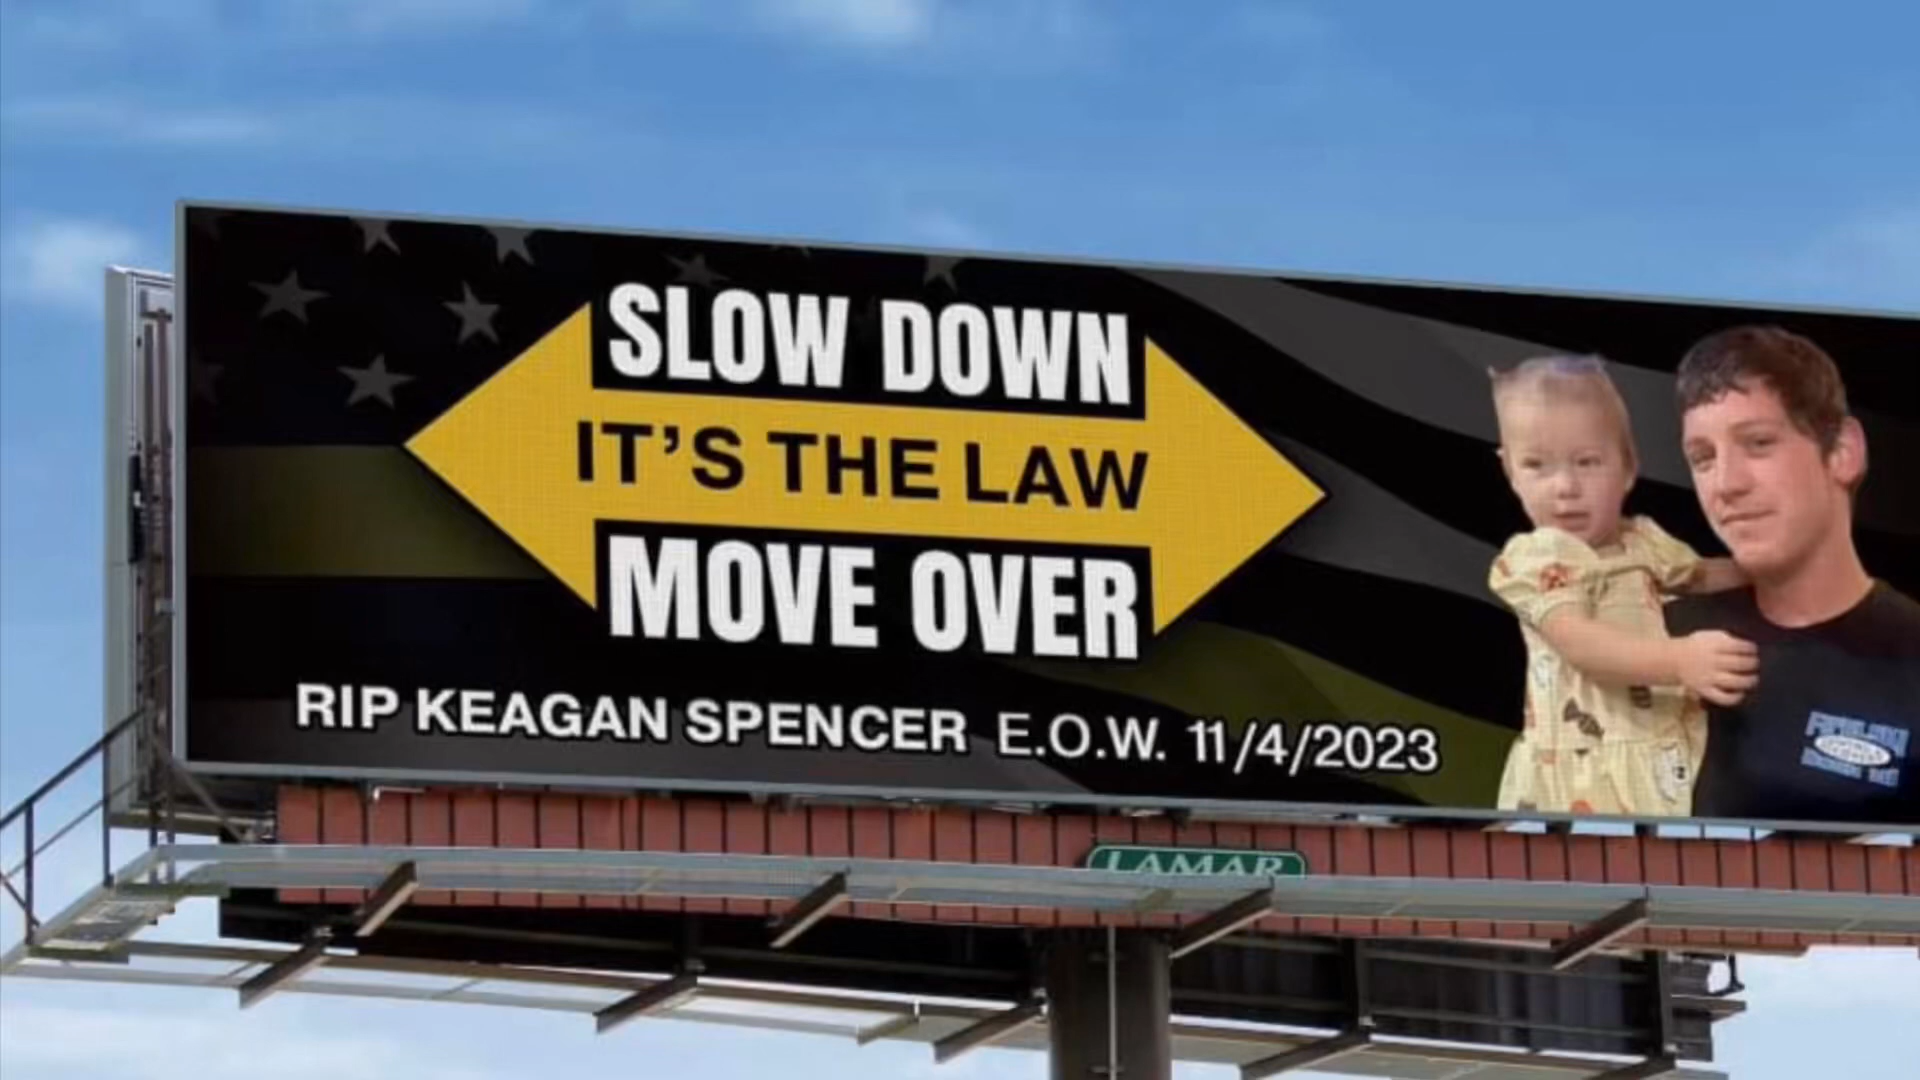 SLOW DOWN
IT'S THE LAW
MOVE OVER
RIP KEAGAN SPENCER E.O.W. 11/4/2023
LAMAR